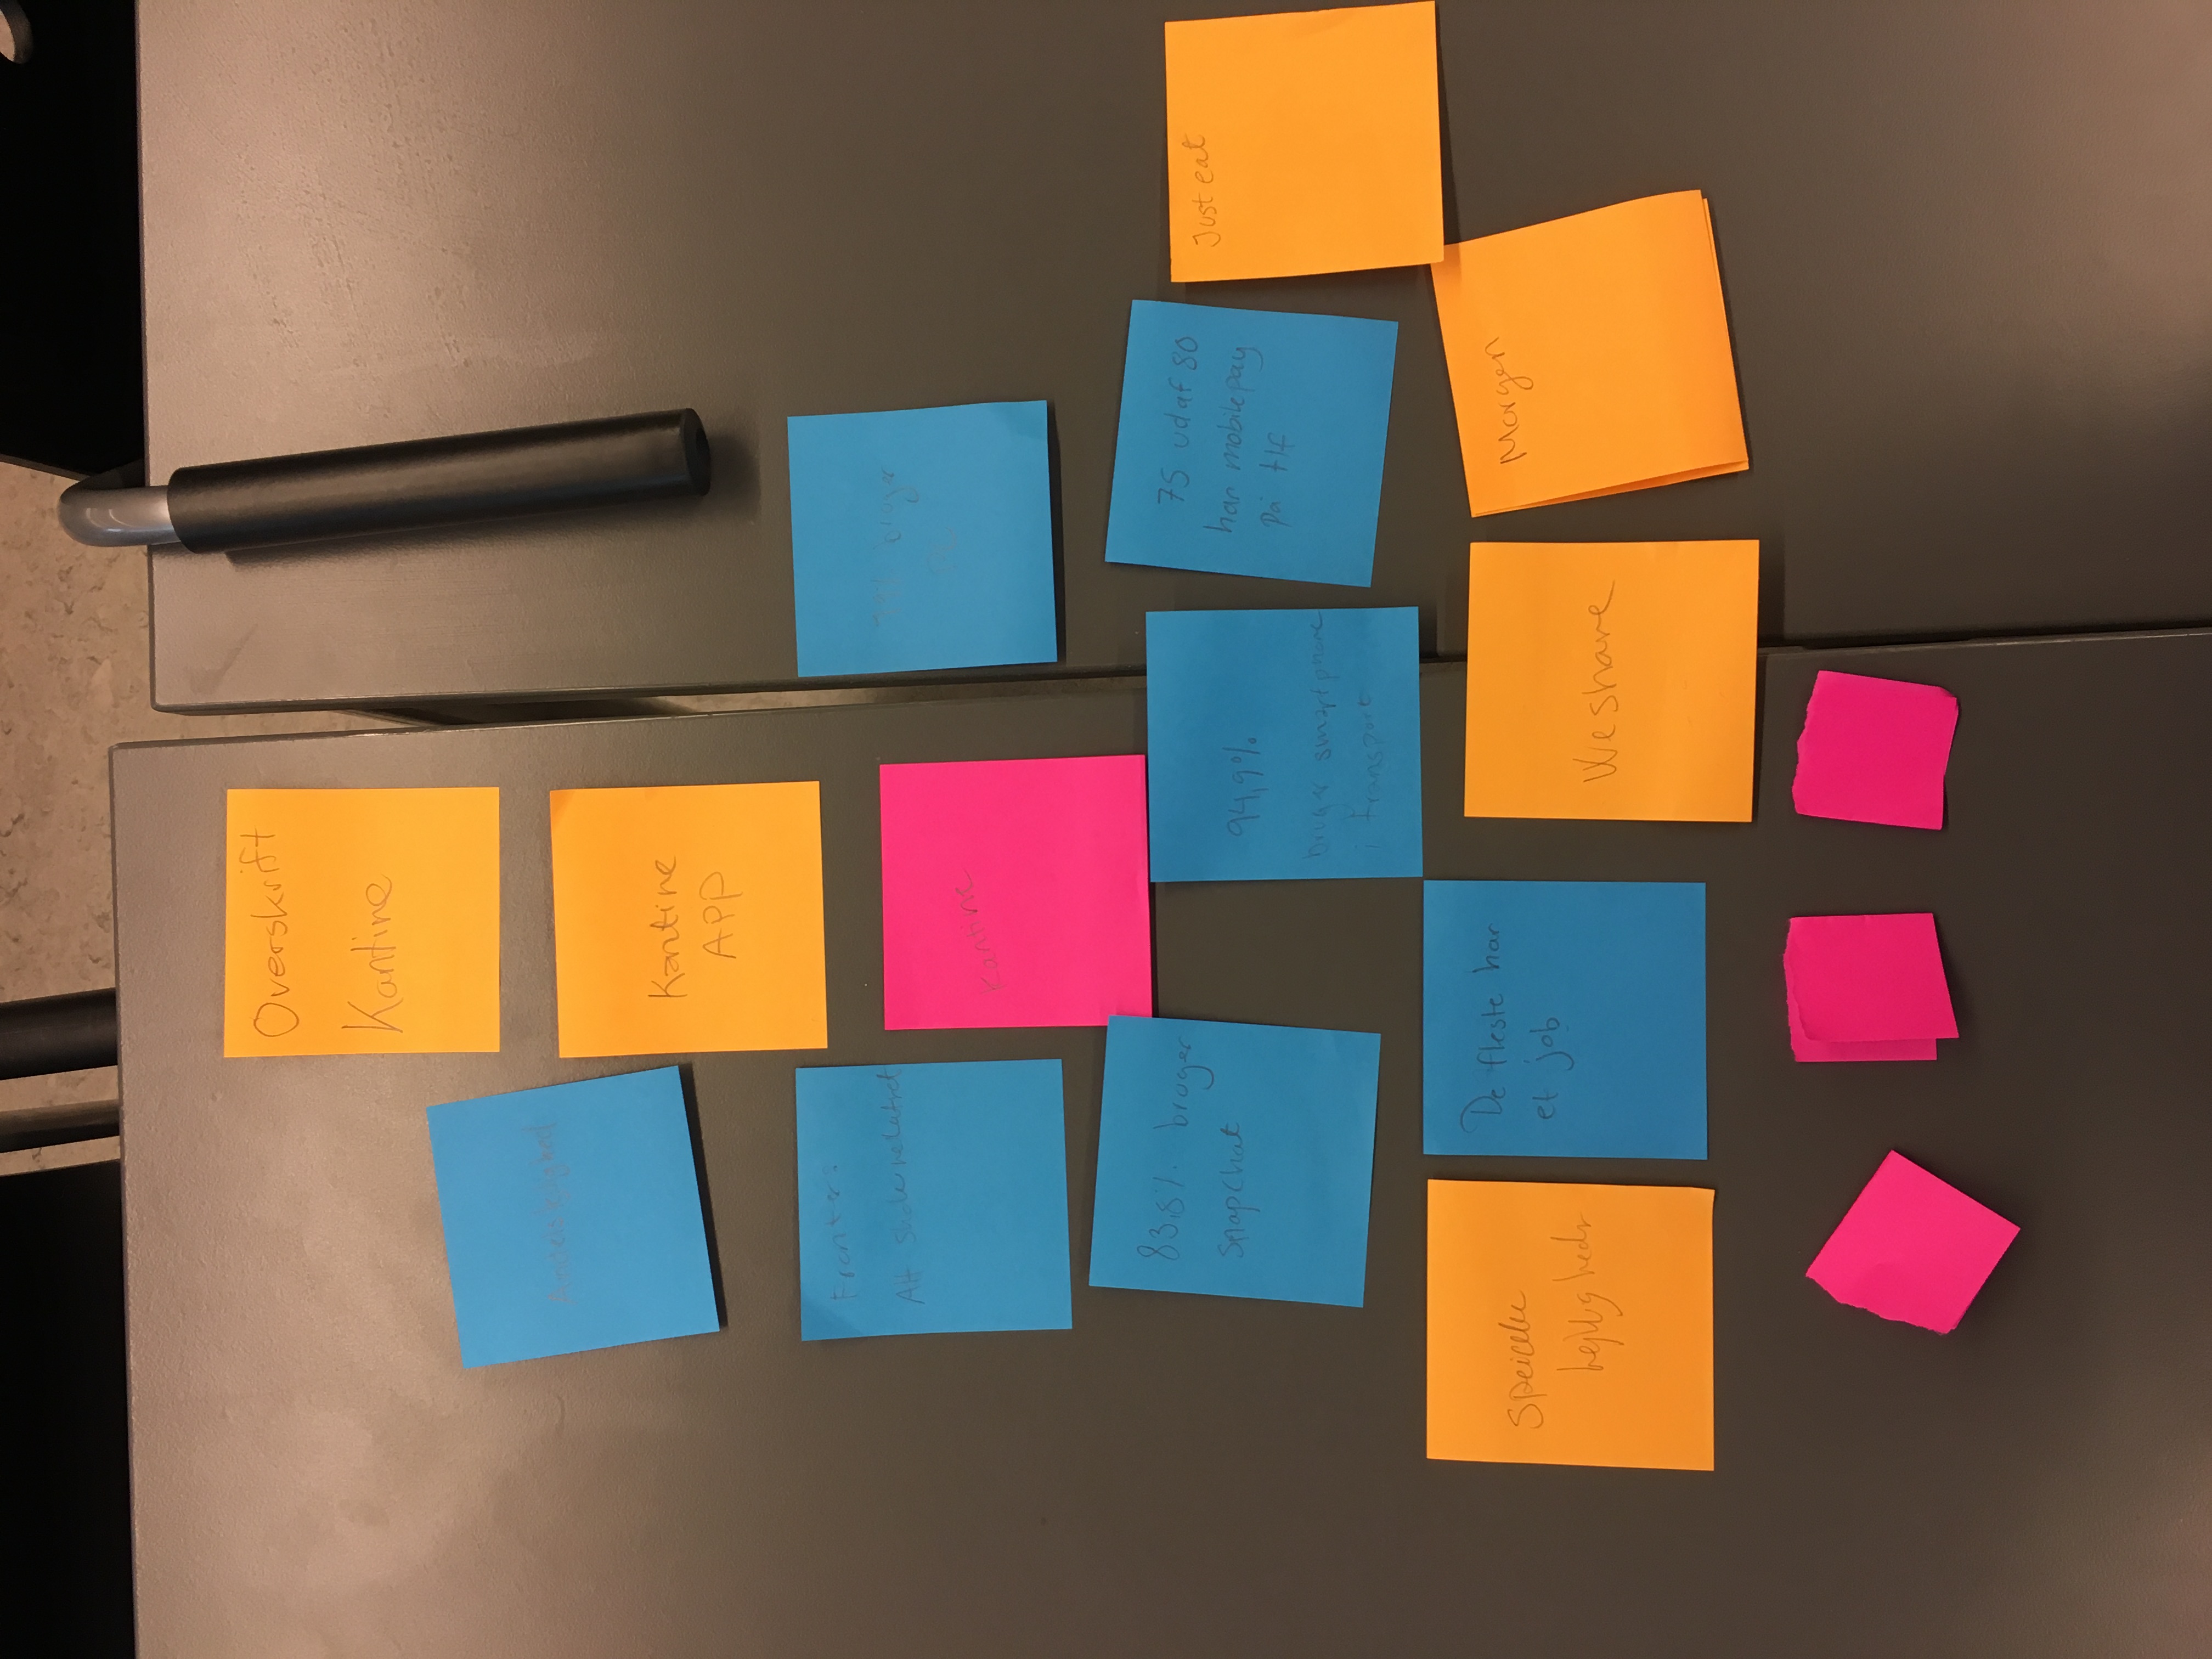 Overskrift
Kantine
Kantine
APP
Fronter:
Alt
Kantine
bruger
83,8% bruger
Snapchat
94,9%
bruger smartphone
i transport
75 udaf 80
har mobilepay
På tlf
Just eat
De fleste har
et job
Weshare
Morgen